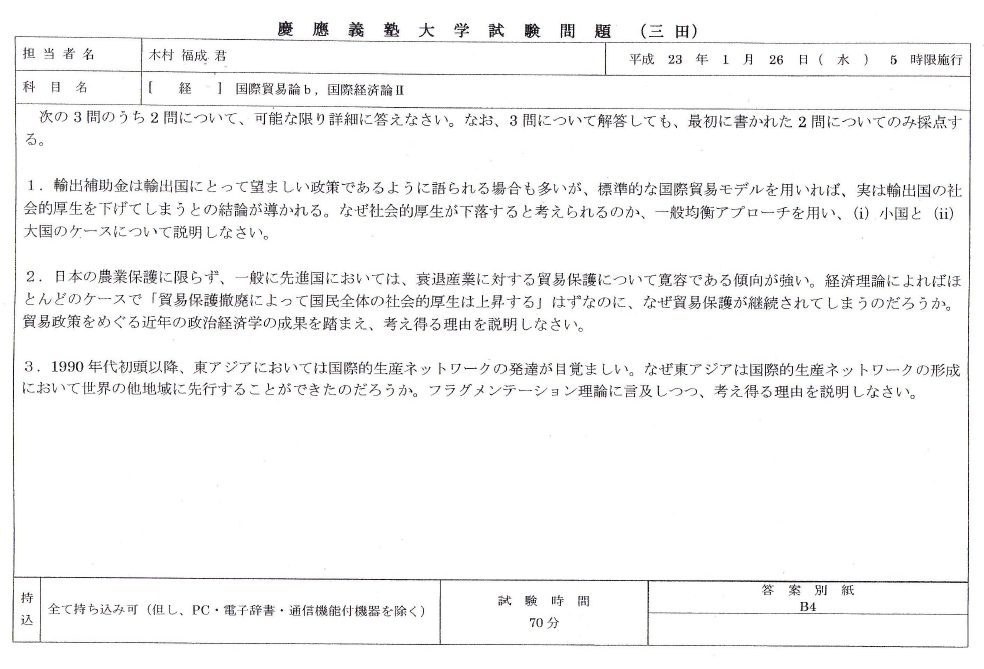 慶應義塾大学試験問題 (三田)
担当者名 木村 福成 君 平成 23 年 1 月 26 日 ( 水 ) 5 時限施行
科目名 [ 経 ] 国際貿易論b,国際経済論Ⅱ
次の3問のうち2問について、可能な限り詳細に答えなさい。なお、3問について解答しても、最初に書かれた2問についてのみ採点す
る。
1.輸出補助金は輸出国にとって望ましい政策であるように語られる場合も多いが、標準的な国際貿易モデルを用いれば、実は輸出国の社
会的厚生を下げてしまうとの結論が導かれる。なぜ社会的厚生が下落すると考えられるのか、一般均衡アプローチを用い、(i) 小国と (ii)
大国のケースについて説明しなさい。
2.日本の農業保護に限らず、一般に先進国においては、衰退産業に対する貿易保護について寛容である傾向が強い。経済理論によればほ
とんどのケースで「貿易保護撤廃によって国民全体の社会的厚生は上昇する」はずなのに、なぜ貿易保護が継続されてしまうのだろうか。
貿易政策をめぐる近年の政治経済学の成果を踏まえ、考え得る理由を説明しなさい。
3.1990年代初頭以降、東アジアにおいては国際的生産ネットワークの発達が目覚ましい。なぜ東アジアは国際的生産ネットワークの形成
において世界の他地域に先行することができたのだろうか。フラグメンテーション理論に言及しつつ、考え得る理由を説明しなさい。
持込 全て持ち込み可(但し、PC・電子辞書・通信機能付機器を除く) 試験時間 答案別紙
70分 B4